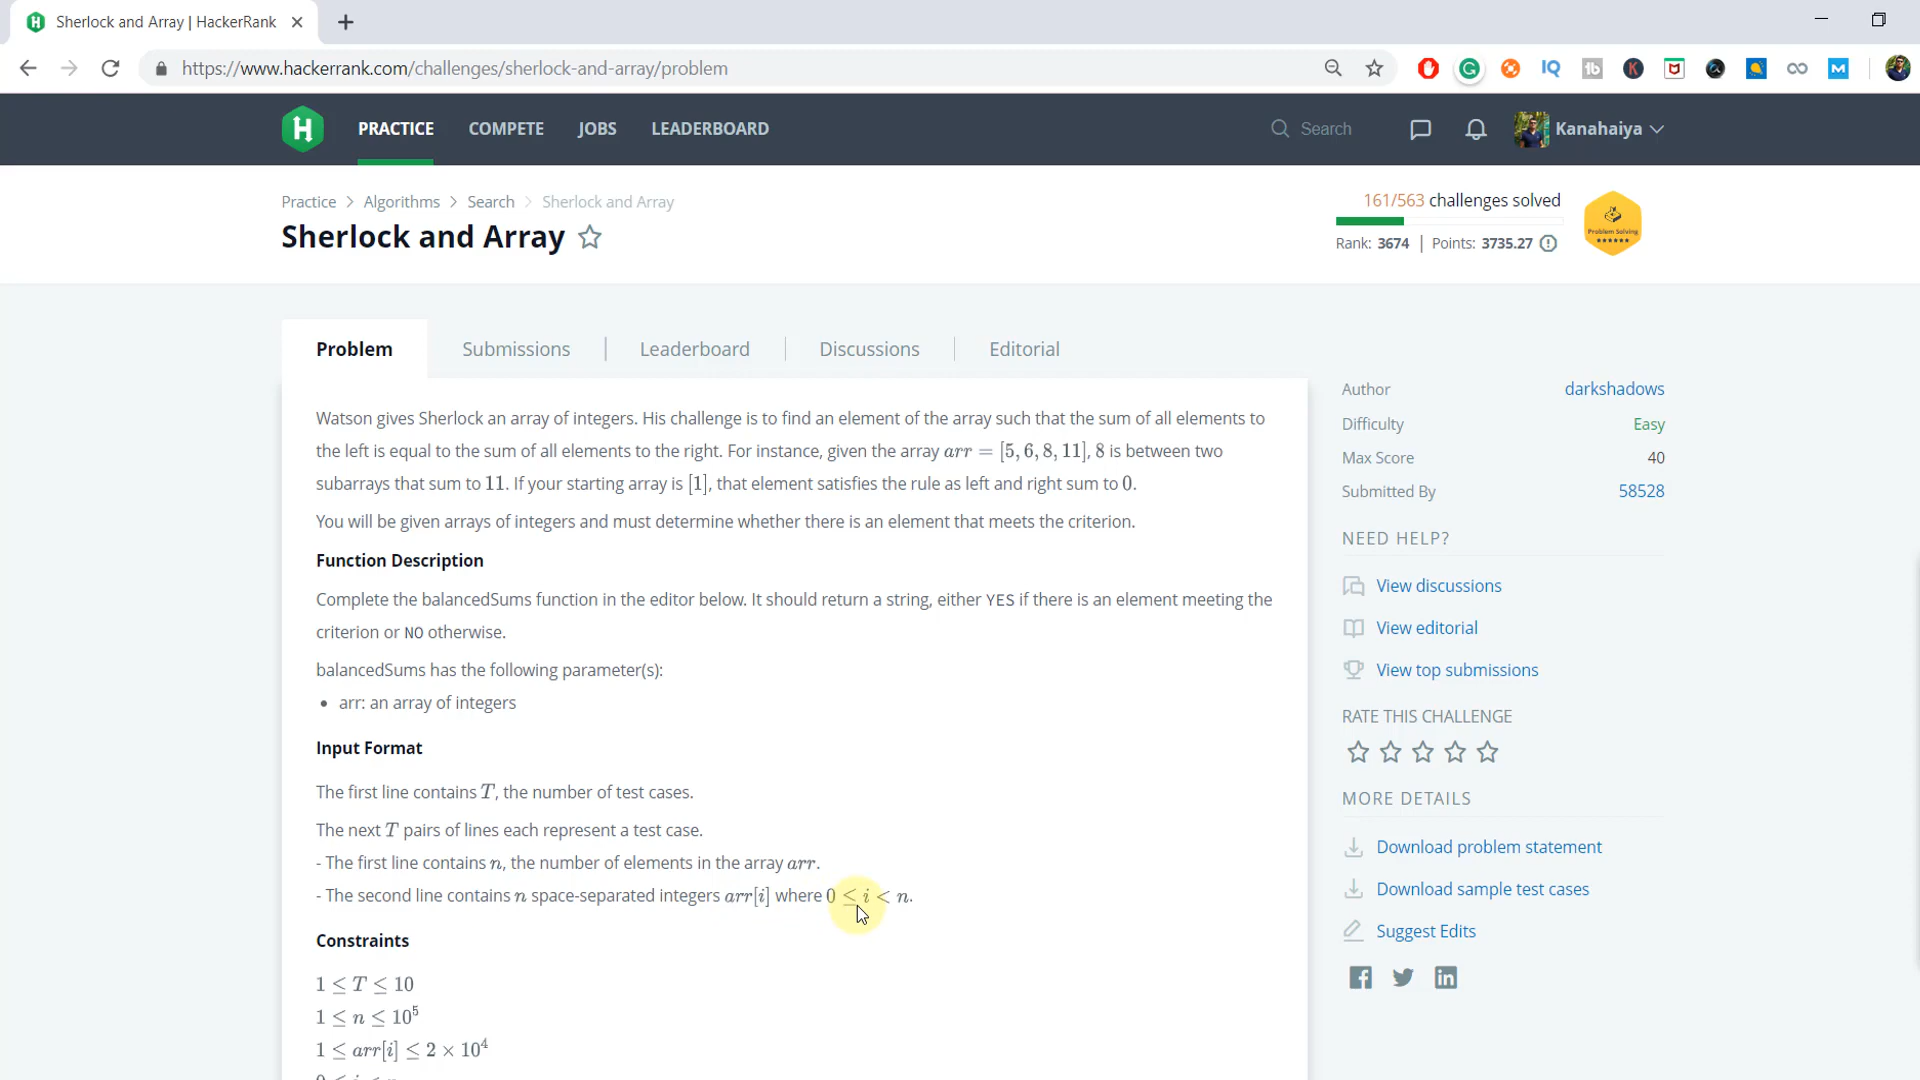 Sherlock and Array | HackerRank
https://www.hackerrank.com/challenges/sherlock-and-array/problem
PRACTICE COMPETE JOBS LEADERBOARD Search Kanahaiya
Practice > Algorithms > Search > Sherlock and Array
161/563 challenges solved
Sherlock and Array
Rank: 3674 | Points: 3735.27
Problem Solving
Problem Submissions Leaderboard Discussions Editorial
Watson gives Sherlock an array of integers. His challenge is to find an element of the array such that the sum of all elements to
the left is equal to the sum of all elements to the right. For instance, given the array arr = [5, 6, 8, 11], 8 is between two
subarrays that sum to 11. If your starting array is [1], that element satisfies the rule as left and right sum to 0.
You will be given arrays of integers and must determine whether there is an element that meets the criterion.
Function Description
Complete the balancedSums function in the editor below. It should return a string, either YES if there is an element meeting the
criterion or NO otherwise.
balancedSums has the following parameter(s):
• arr: an array of integers
Input Format
The first line contains T, the number of test cases.
The next T pairs of lines each represent a test case.
- The first line contains n, the number of elements in the array arr.
- The second line contains n space-separated integers arr[i] where 0 ≤ i < n.
Constraints
1 ≤ T ≤ 10
1 ≤ n ≤ 10⁵
1 ≤ arr[i] ≤ 2 × 10⁴
Author darkshadows
Difficulty Easy
Max Score 40
Submitted By 58528
NEED HELP?
View discussions
View editorial
View top submissions
RATE THIS CHALLENGE
MORE DETAILS
Download problem statement
Download sample test cases
Suggest Edits